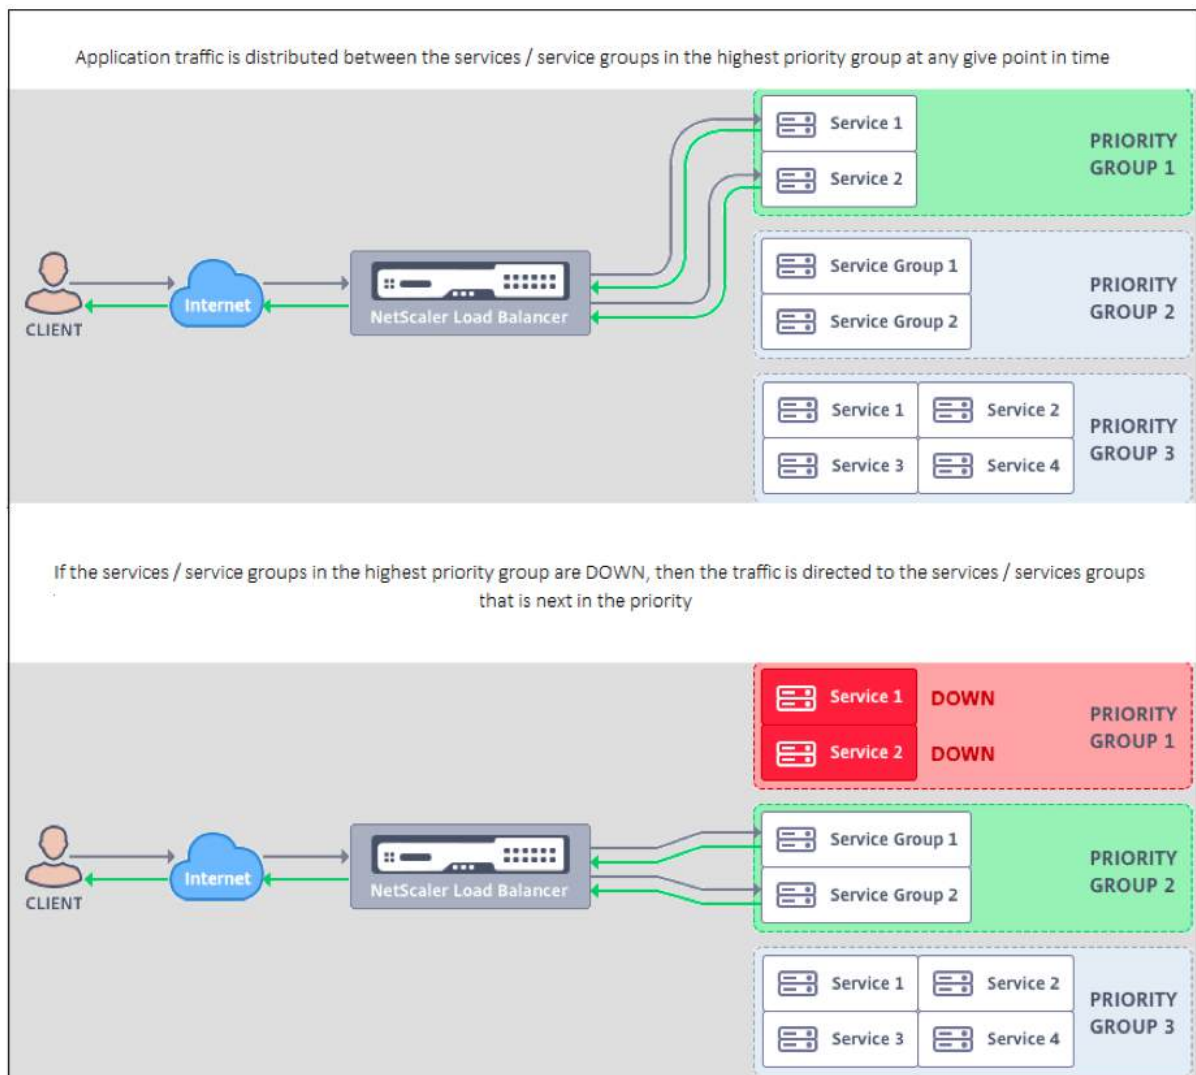 Application traffic is distributed between the services / service groups in the highest priority group at any give point in time
Service 1
Service 2
PRIORITY
GROUP 1
CLIENT
Internet
NetScaler Load Balancer
Service Group 1
Service Group 2
PRIORITY
GROUP 2
Service 1
Service 2
Service 3
Service 4
PRIORITY
GROUP 3
If the services / service groups in the highest priority group are DOWN, then the traffic is directed to the services / services groups
that is next in the priority
Service 1
DOWN
Service 2
DOWN
PRIORITY
GROUP 1
CLIENT
Internet
NetScaler Load Balancer
Service Group 1
Service Group 2
PRIORITY
GROUP 2
Service 1
Service 2
Service 3
Service 4
PRIORITY
GROUP 3